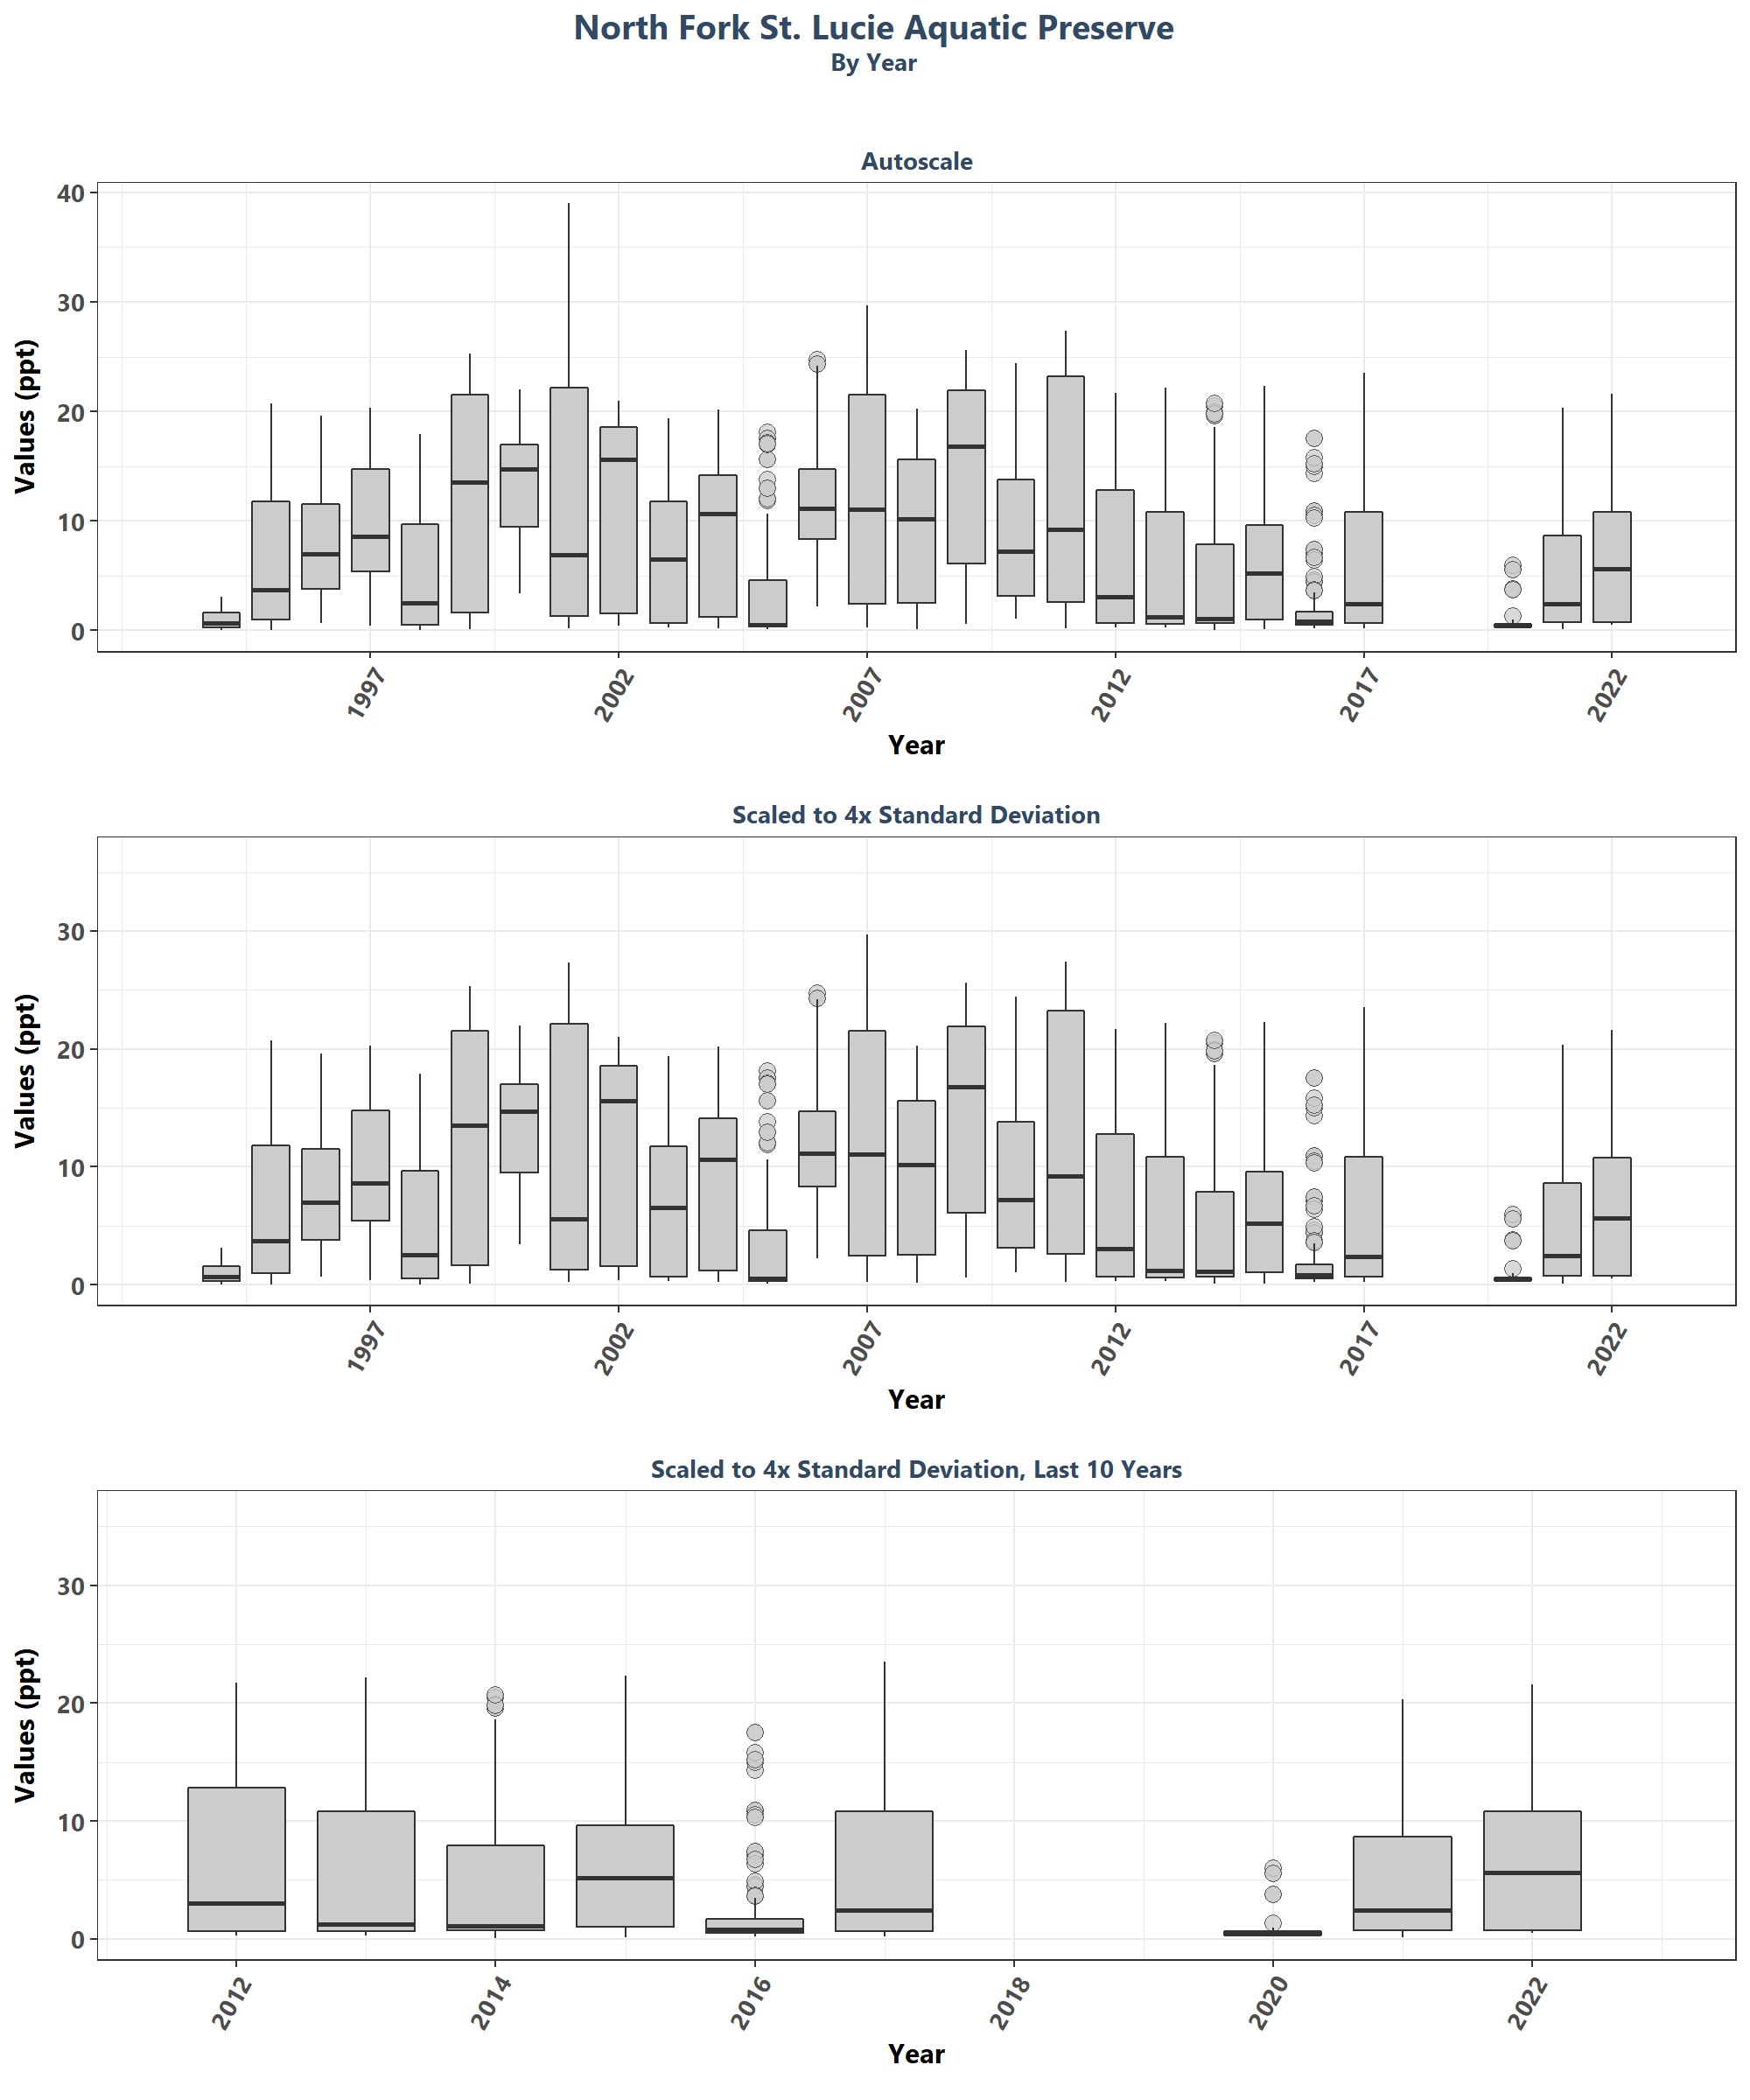 North Fork St. Lucie Aquatic Preserve
By Year
Autoscale
Values (ppt)
40
30
20
10
0
1997 2002 2007 2012 2017 2022
Year
Scaled to 4x Standard Deviation
Values (ppt)
30
20
10
0
1997 2002 2007 2012 2017 2022
Year
Scaled to 4x Standard Deviation, Last 10 Years
Values (ppt)
30
20
10
0
2012 2014 2016 2018 2020 2022
Year